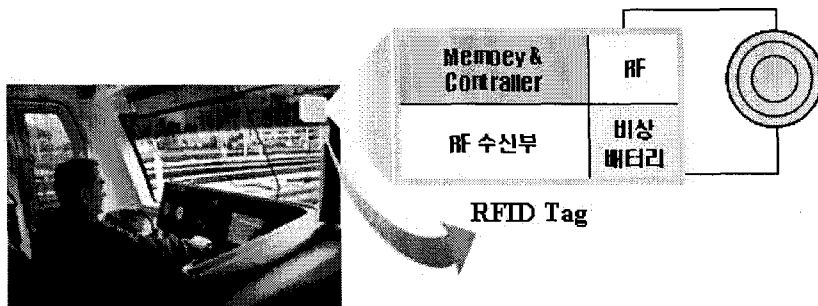 Memoey &
Contraller
RF
RF 수신부
비상
배터리
RFID Tag